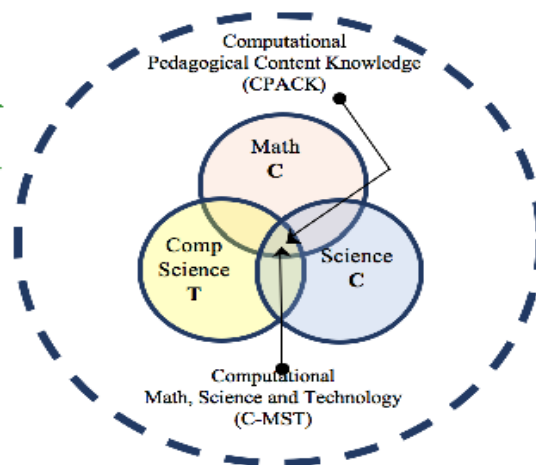 Computational
Pedagogical Content Knowledge
(CPACK)
Math
C
Comp
Science
T
Science
C
Computational
Math, Science and Technology
(C-MST)